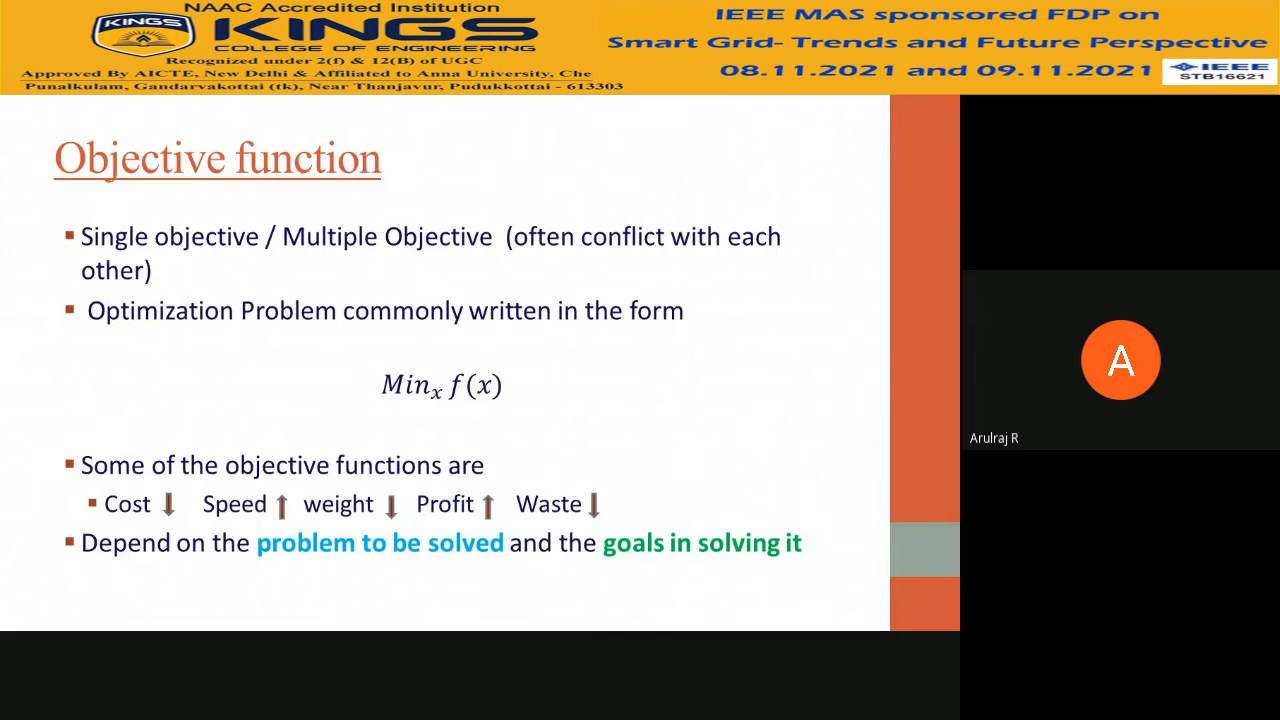 NAAC Accredited Institution
KINGS
KINGS
COLLEGE OF ENGINEERING
Recognized under 2(f) & 12(B) of UGC
Approved By AICTE, New Delhi & Affiliated to Anna University, Che
Punalkulam, Gandarvakottai (tk), Near Thanjavur, Pudukkottai - 613303
IEEE MAS sponsored FDP on
Smart Grid- Trends and Future Perspective
08.11.2021 and 09.11.2021
IEEE
STB16621
Objective function
Single objective / Multiple Objective (often conflict with each
other)
Optimization Problem commonly written in the form
Minₓ f(x)
Some of the objective functions are
Cost ↓ Speed ↑ weight ↓ Profit ↑ Waste ↓
Depend on the problem to be solved and the goals in solving it
A
Arulraj R